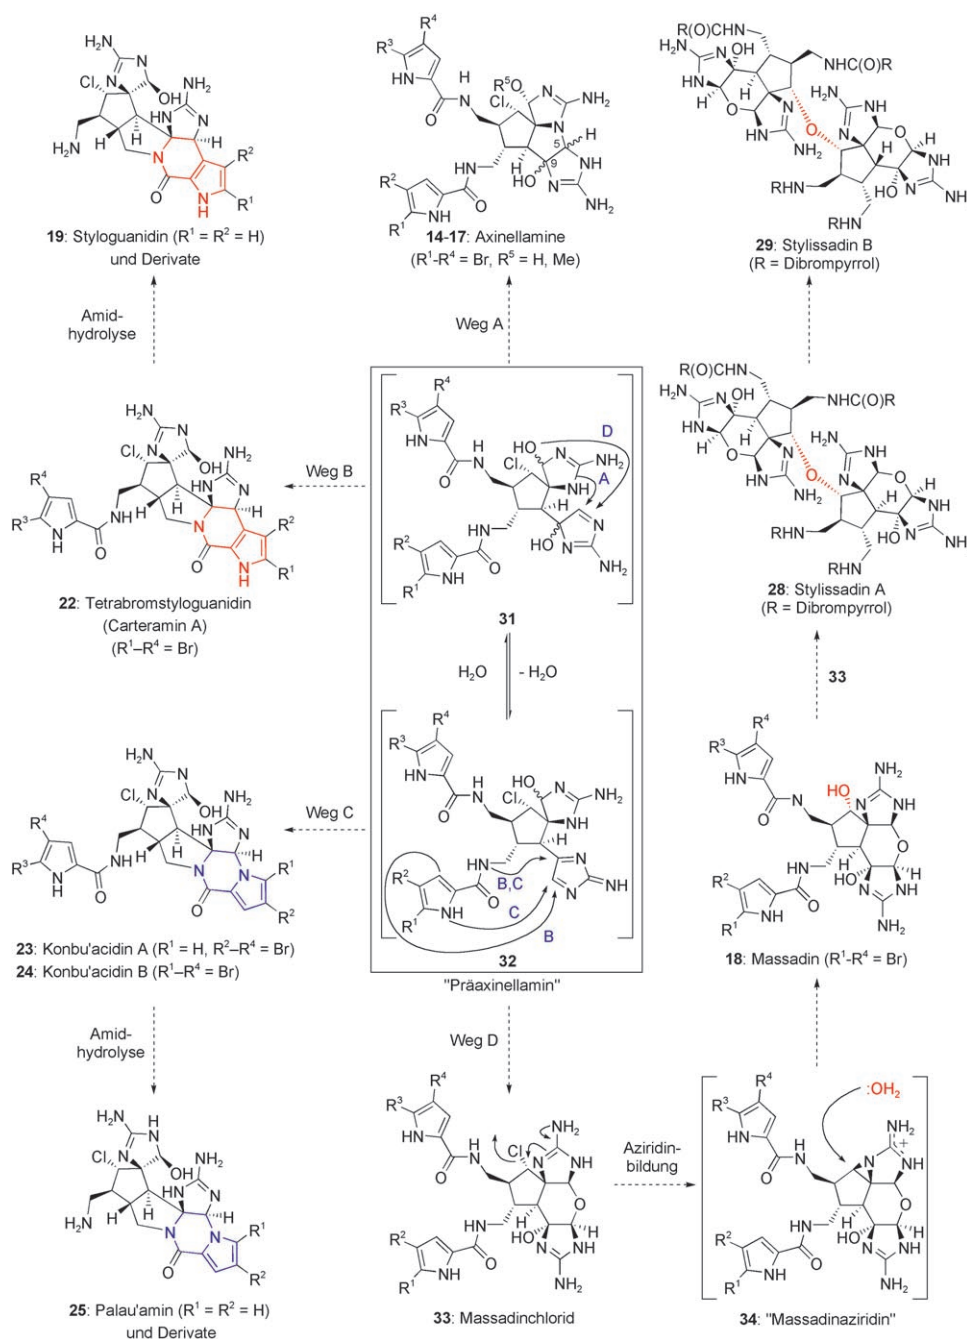 19: Styloguanidin (R¹ = R² = H)
und Derivate
14-17: Axinellamine
(R¹-R⁴ = Br, R⁵ = H, Me)
29: Stylissadin B
(R = Dibrompyrrol)
Amid-
hydrolyse
Weg A
22: Tetrabromstyloguanidin
(Carteramin A)
(R¹–R⁴ = Br)
Weg B
D
A
31
28: Stylissadin A
(R = Dibrompyrrol)
H₂O
- H₂O
33
23: Konbu'acidin A (R¹ = H, R²–R⁴ = Br)
24: Konbu'acidin B (R¹–R⁴ = Br)
Weg C
B,C
C
B
32
"Präaxinellamin"
18: Massadin (R¹-R⁴ = Br)
Amid-
hydrolyse
Weg D
25: Palau'amin (R¹ = R² = H)
und Derivate
33: Massadinchlorid
Aziridin-
bildung
:OH₂
34: "Massadinaziridin"